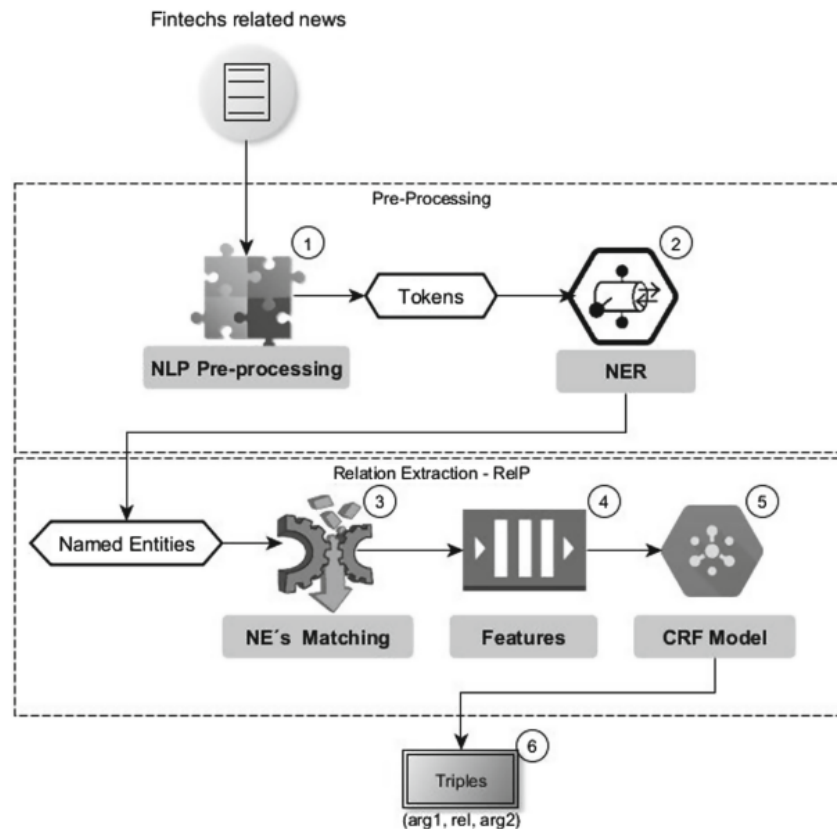 Fintechs related news
Pre-Processing
1
2
Tokens
NLP Pre-processing
NER
Relation Extraction - RelP
3
4
5
Named Entities
NE´s Matching
Features
CRF Model
6
Triples
(arg1, rel, arg2)